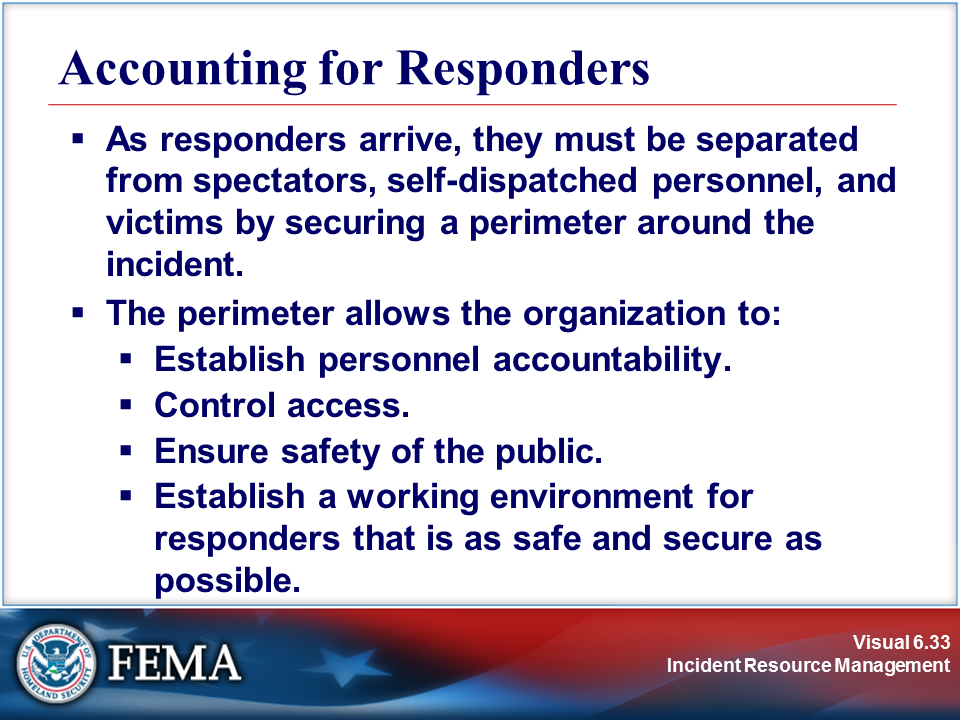 Accounting for Responders
▪ As responders arrive, they must be separated
from spectators, self-dispatched personnel, and
victims by securing a perimeter around the
incident.
▪ The perimeter allows the organization to:
▪ Establish personnel accountability.
▪ Control access.
▪ Ensure safety of the public.
▪ Establish a working environment for
responders that is as safe and secure as
possible.
U.S. DEPARTMENT OF HOMELAND SECURITY
FEMA
Visual 6.33
Incident Resource Management